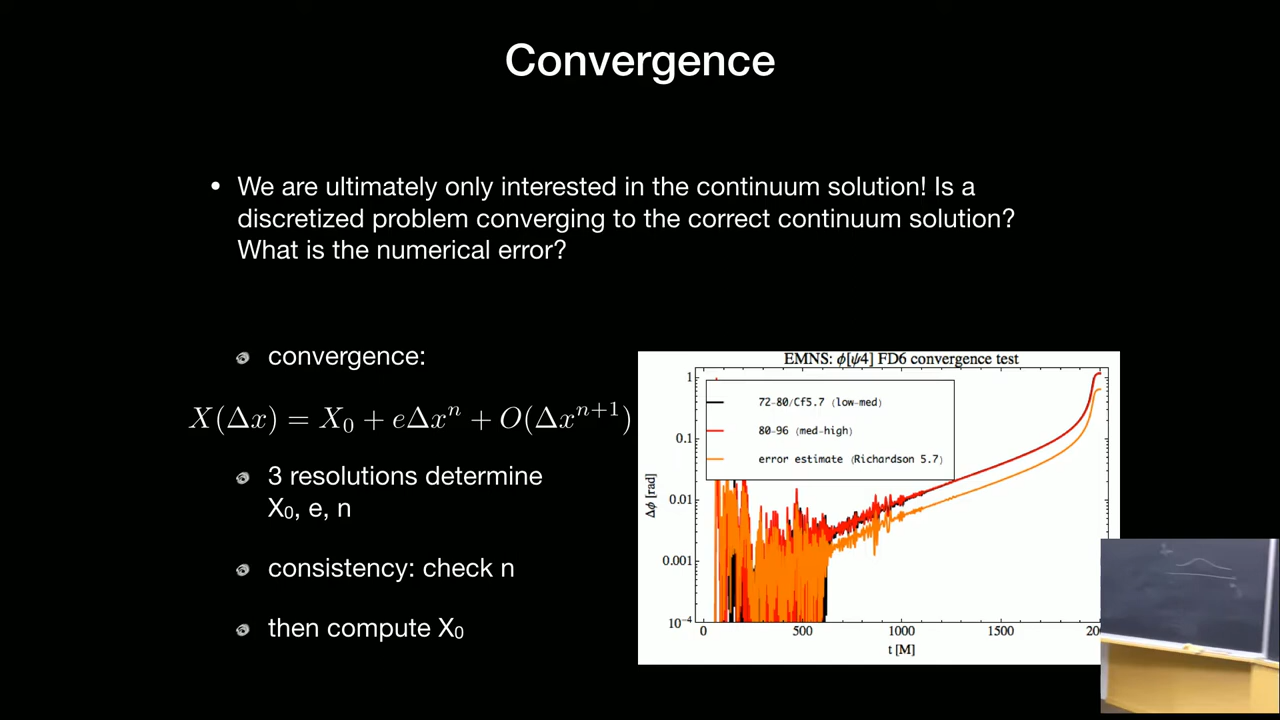 Convergence
• We are ultimately only interested in the continuum solution! Is a
discretized problem converging to the correct continuum solution?
What is the numerical error?
convergence:
X(Δx) = X₀ + eΔxⁿ + O(Δxⁿ⁺¹)
3 resolutions determine
X₀, e, n
consistency: check n
then compute X₀
EMNS: ϕ[ψ4] FD6 convergence test
72-80/Cf5.7 (low-med)
80-96 (med-high)
error estimate (Richardson 5.7)
Δϕ [rad]
1
0.1
0.01
0.001
10⁻⁴
0 500 1000 1500
t [M]